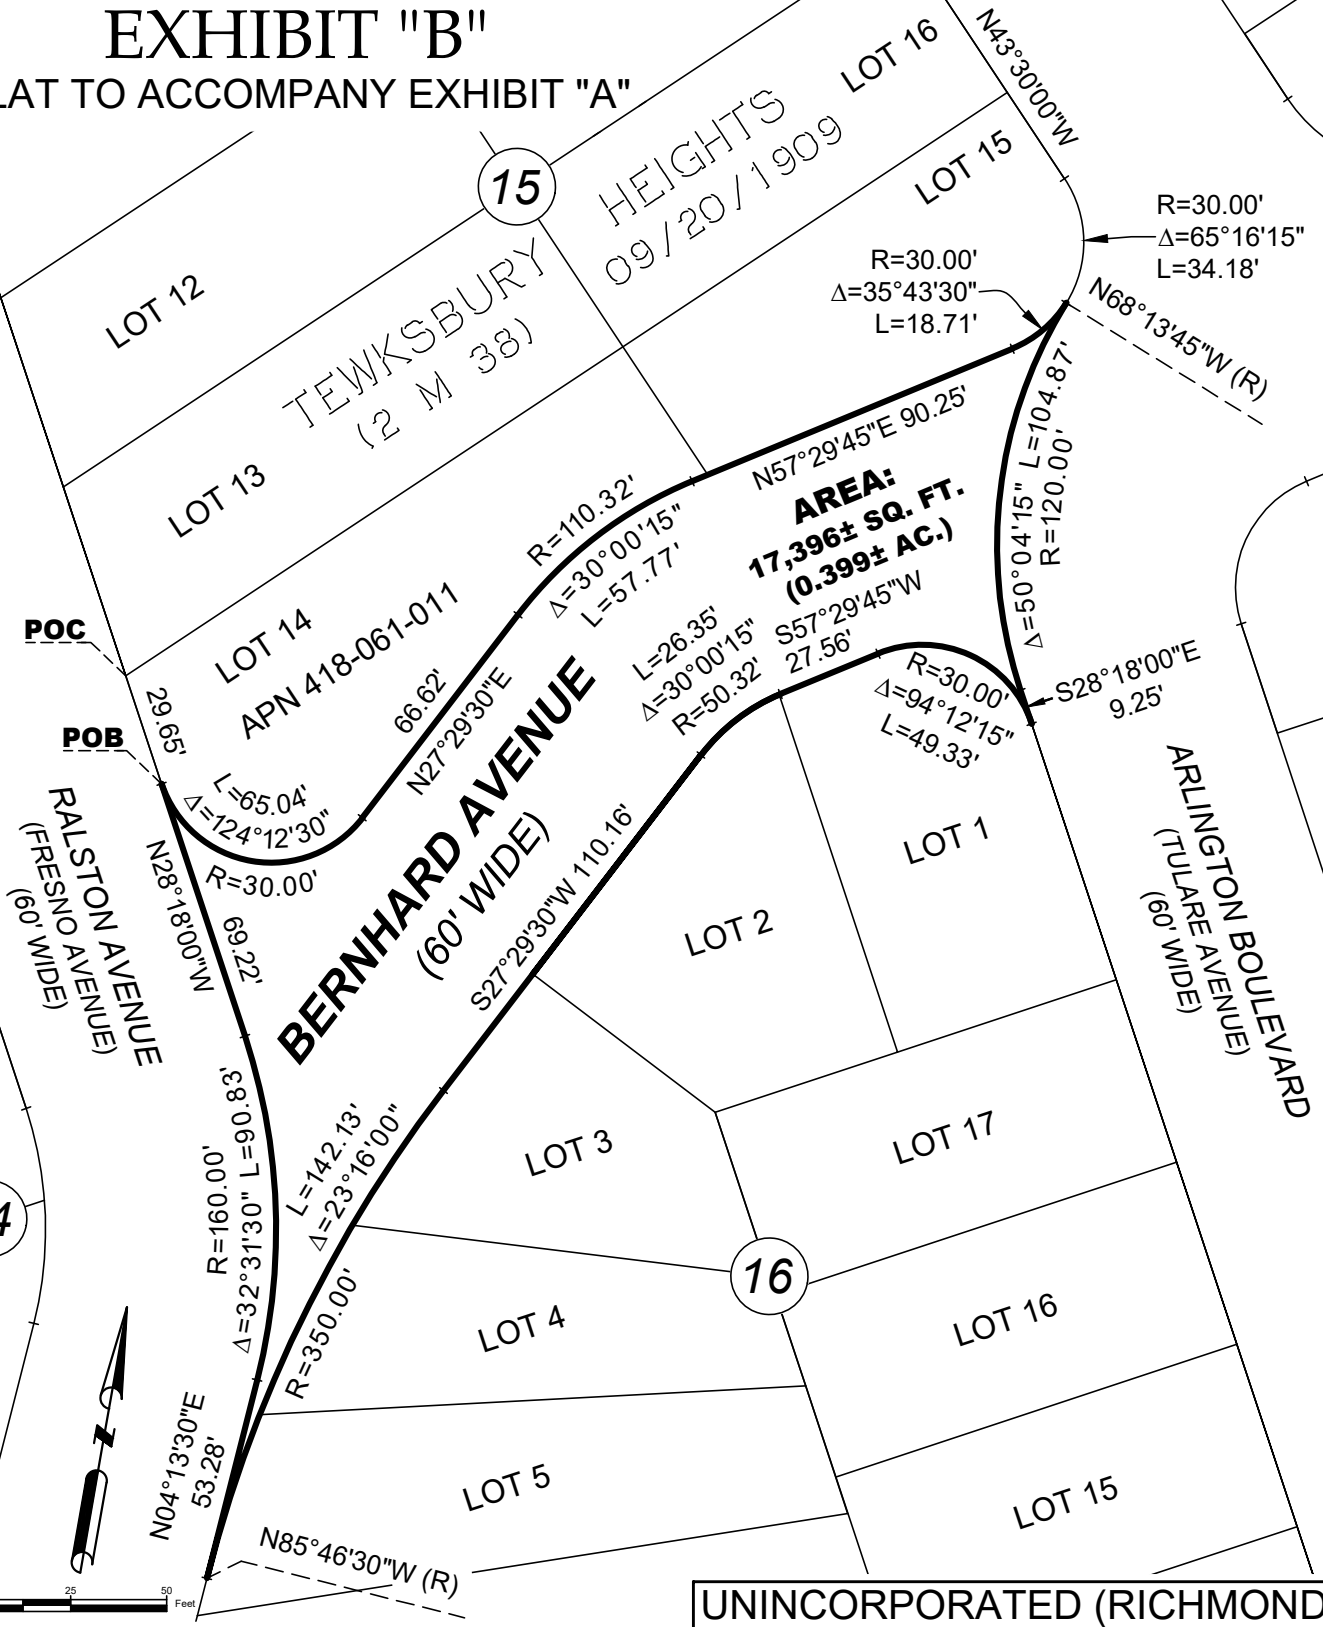 EXHIBIT "B"
LAT TO ACCOMPANY EXHIBIT "A"
LOT 16
N43°30'00"W
15
HEIGHTS
09/20/1909
LOT 15
R=30.00'
Δ=65°16'15"
L=34.18'
R=30.00'
Δ=35°43'30"
L=18.71'
N68°13'45"W (R)
LOT 12
TEWKSBURY
(2 M 38)
LOT 13
N57°29'45"E 90.25'
Δ=50°04'15" L=104.87'
R=120.00'
AREA:
17,396± SQ. FT.
(0.399± AC.)
R=110.32'
Δ=30°00'15"
L=57.77'
LOT 14
APN 418-061-011
POC
29.65'
POB
66.62'
N27°29'30"E
L=26.35'
Δ=30°00'15"
R=50.32'
S57°29'45"W
27.56'
R=30.00'
Δ=94°12'15"
L=49.33'
S28°18'00"E
9.25'
L=65.04'
Δ=124°12'30"
R=30.00'
RALSTON AVENUE
(FRESNO AVENUE)
(60' WIDE)
N28°18'00"W
69.22'
BERNHARD AVENUE
(60' WIDE)
S27°29'30"W 110.16'
LOT 1
LOT 2
ARLINGTON BOULEVARD
(TULARE AVENUE)
(60' WIDE)
R=160.00'
Δ=32°31'30" L=90.83'
L=142.13'
Δ=23°16'00"
R=350.00'
LOT 3
LOT 17
4
16
LOT 4
LOT 16
N
N04°13'30"E
53.28'
LOT 5
LOT 15
N85°46'30"W (R)
25 50
Feet
UNINCORPORATED (RICHMOND